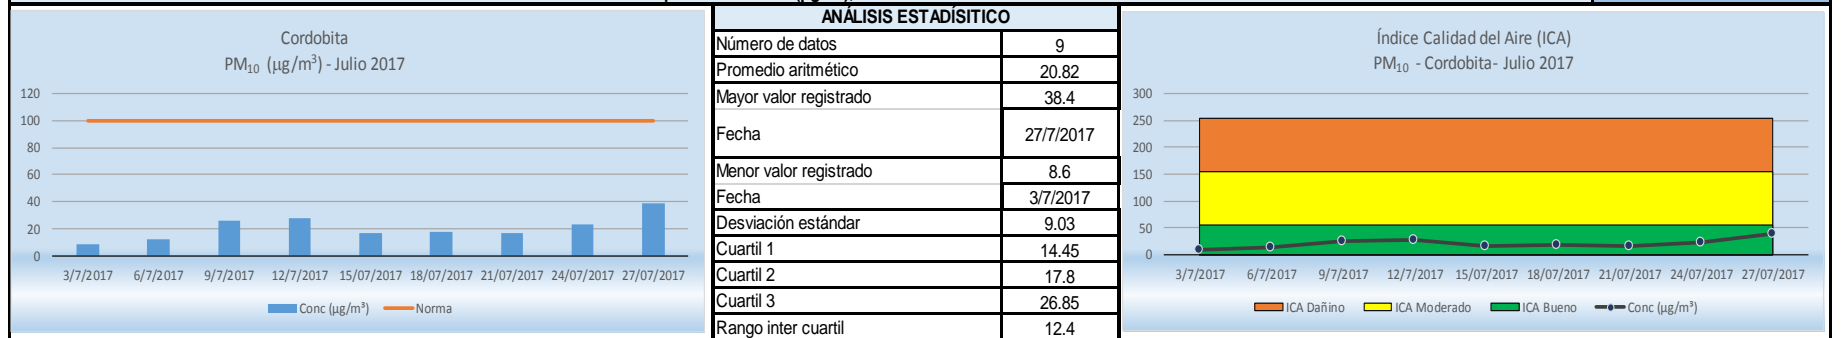 Cordobita
PM₁₀ (µg/m³) - Julio 2017
120
100
80
60
40
20
0
3/7/2017 6/7/2017 9/7/2017 12/7/2017 15/07/2017 18/07/2017 21/07/2017 24/07/2017 27/07/2017
Conc (µg/m³) Norma
ANÁLISIS ESTADÍSITICO
Número de datos 9
Promedio aritmético 20.82
Mayor valor registrado 38.4
Fecha 27/7/2017
Menor valor registrado 8.6
Fecha 3/7/2017
Desviación estándar 9.03
Cuartil 1 14.45
Cuartil 2 17.8
Cuartil 3 26.85
Rango inter cuartil 12.4
Índice Calidad del Aire (ICA)
PM₁₀ - Cordobita- Julio 2017
300
250
200
150
100
50
0
3/7/2017 6/7/2017 9/7/2017 12/7/2017 15/07/2017 18/07/2017 21/07/2017 24/07/2017 27/07/2017
ICA Dañino ICA Moderado ICA Bueno Conc (µg/m³)